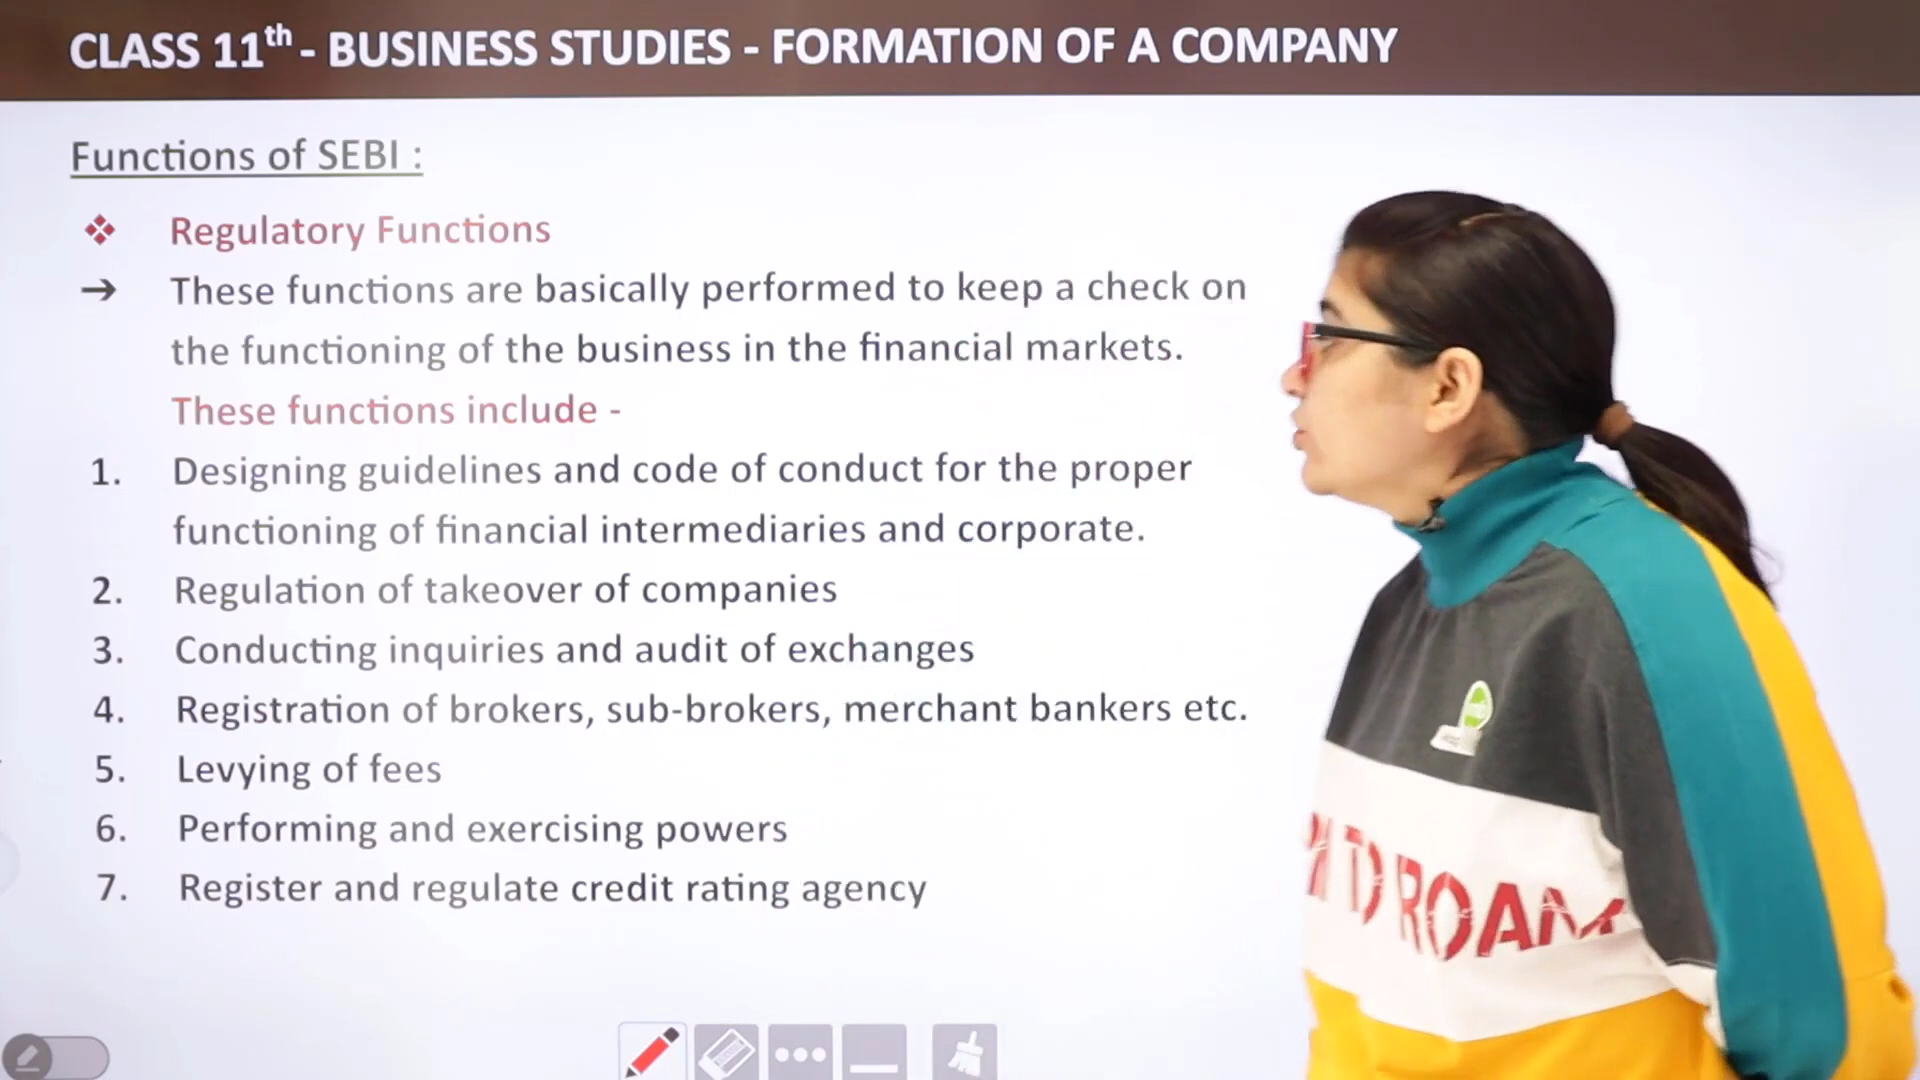 CLASS 11th - BUSINESS STUDIES - FORMATION OF A COMPANY
Functions of SEBI :
❖ Regulatory Functions
→ These functions are basically performed to keep a check on
the functioning of the business in the financial markets.
These functions include -
1. Designing guidelines and code of conduct for the proper
functioning of financial intermediaries and corporate.
2. Regulation of takeover of companies
3. Conducting inquiries and audit of exchanges
4. Registration of brokers, sub-brokers, merchant bankers etc.
5. Levying of fees
6. Performing and exercising powers
7. Register and regulate credit rating agency
TO ROAM